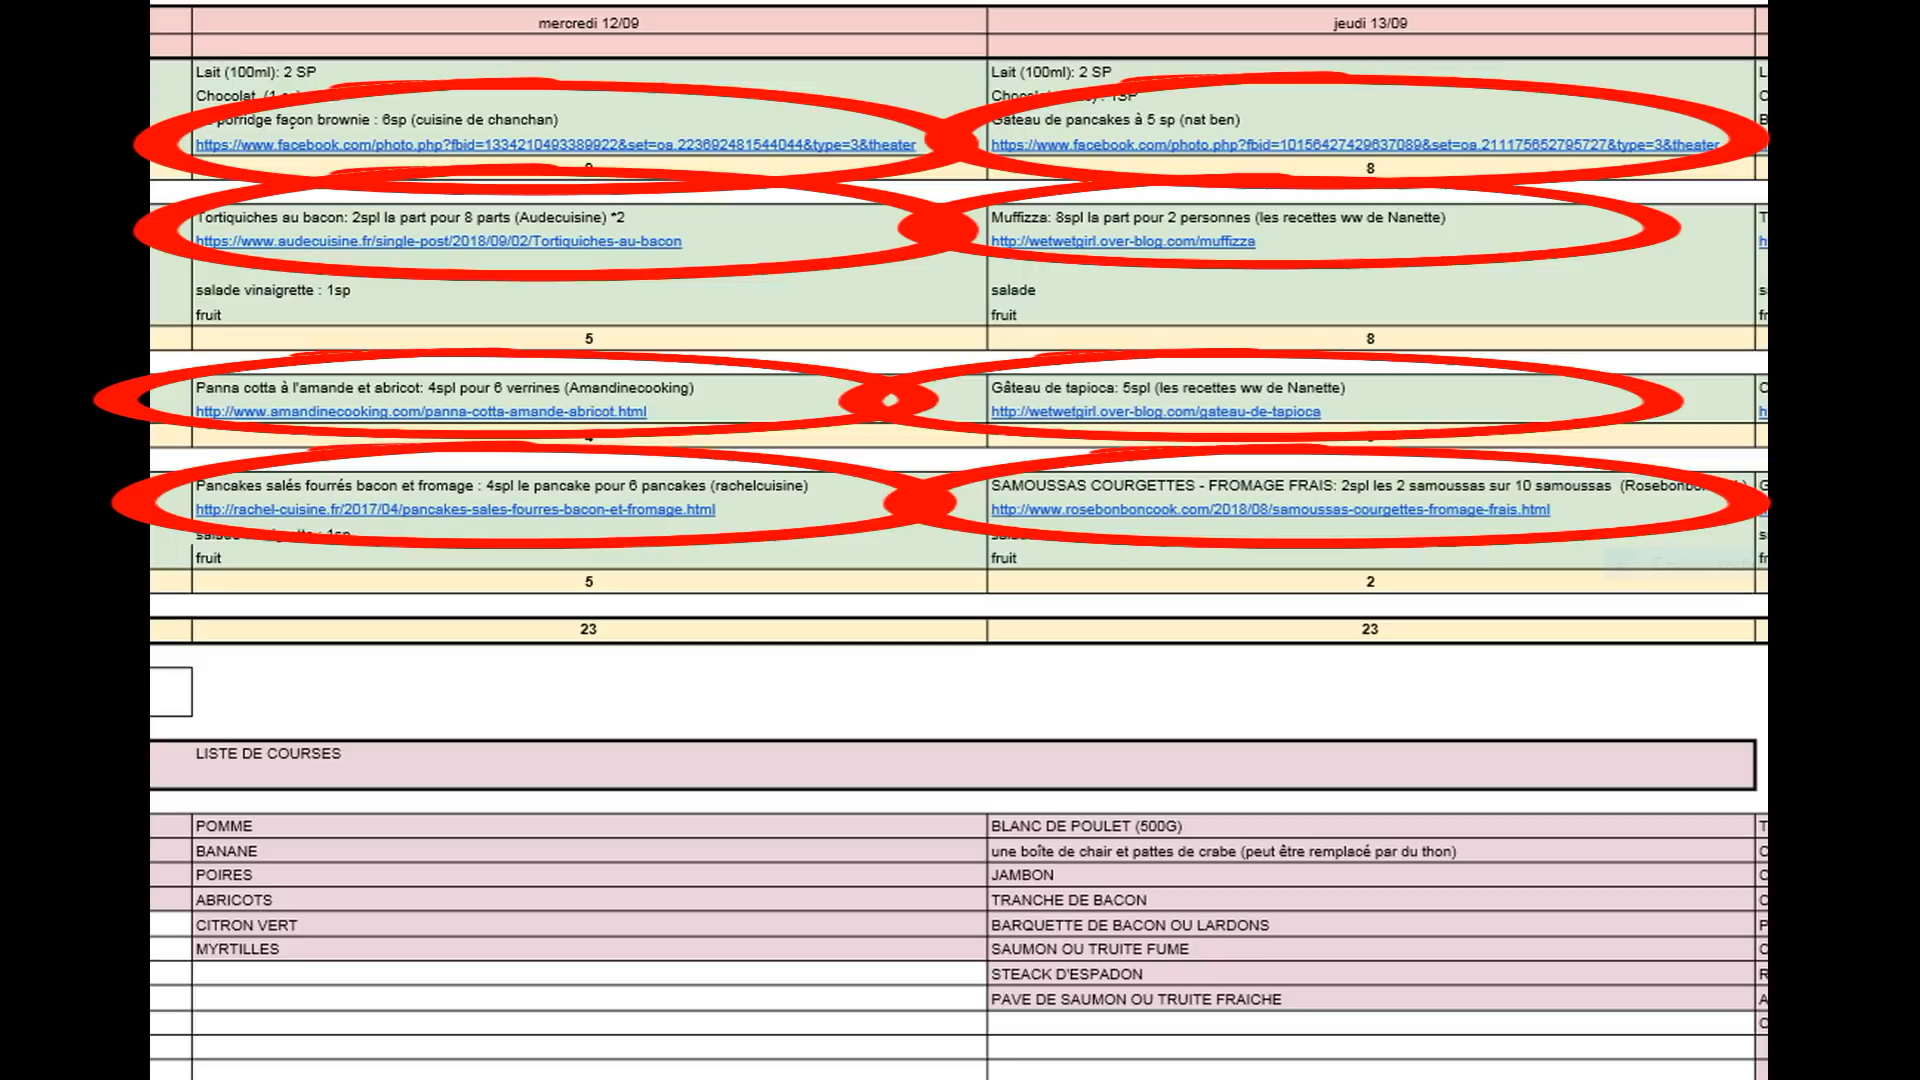 mercredi 12/09
jeudi 13/09
Lait (100ml): 2 SP
Chocolat (1
porridge façon brownie : 6sp (cuisine de chanchan)
https://www.facebook.com/photo.php?fbid=1334210493389922&set=oa.223692481544044&type=3&theater
Lait (100ml): 2 SP
Chocolat : 1SP
Gateau de pancakes à 5 sp (nat ben)
https://www.facebook.com/photo.php?fbid=10156427429637089&set=oa.2111756527957​27&type=3&theater
8
Tortiquiches au bacon: 2spl la part pour 8 parts (Audecuisine) *2
https://www.audecuisine.fr/single-post/2018/09/02/Tortiquiches-au-bacon
salade vinaigrette : 1sp
fruit
5
Muffizza: 8spl la part pour 2 personnes (les recettes ww de Nanette)
http://wetwetgirl.over-blog.com/muffizza
salade
fruit
8
Panna cotta à l'amande et abricot: 4spl pour 6 verrines (Amandinecooking)
http://www.amandinecooking.com/panna-cotta-amande-abricot.html
Gâteau de tapioca: 5spl (les recettes ww de Nanette)
http://wetwetgirl.over-blog.com/gateau-de-tapioca
Pancakes salés fourrés bacon et fromage : 4spl le pancake pour 6 pancakes (rachelcuisine)
http://rachel-cuisine.fr/2017/04/pancakes-sales-fourres-bacon-et-fromage.html
fruit
5
SAMOUSSAS COURGETTES - FROMAGE FRAIS: 2spl les 2 samoussas sur 10 samoussas
http://www.rosebonboncook.com/2018/08/samoussas-courgettes-fromage-frais.html
fruit
2
23
23
LISTE DE COURSES
POMME
BANANE
POIRES
ABRICOTS
CITRON VERT
MYRTILLES
BLANC DE POULET (500G)
une boîte de chair et pattes de crabe (peut être remplacé par du thon)
JAMBON
TRANCHE DE BACON
BARQUETTE DE BACON OU LARDONS
SAUMON OU TRUITE FUME
STEACK D'ESPADON
PAVE DE SAUMON OU TRUITE FRAICHE